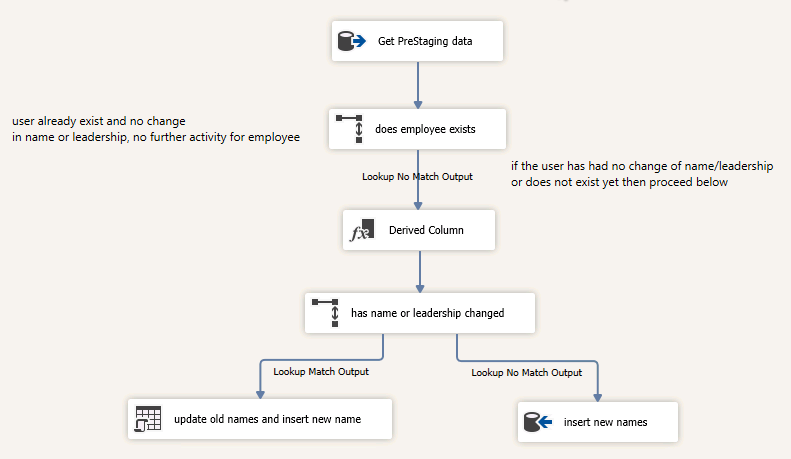 Get PreStaging data
user already exist and no change
in name or leadership, no further activity for employee
does employee exists
Lookup No Match Output
if the user has had no change of name/leadership
or does not exist yet then proceed below
Derived Column
has name or leadership changed
Lookup Match Output
Lookup No Match Output
update old names and insert new name
insert new names